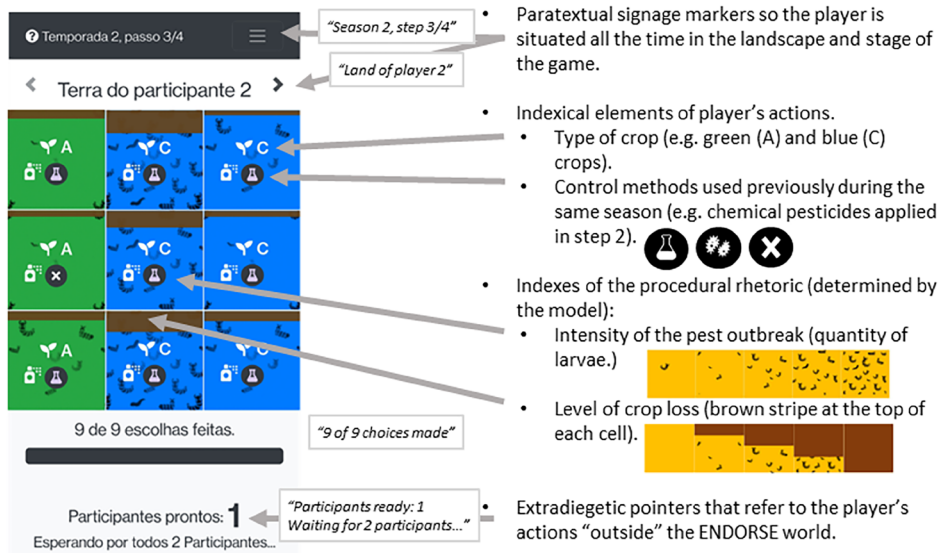 ? Temporada 2, passo 3/4
Terra do participante 2
A
C
C
A
C
C
A
C
C
9 de 9 escolhas feitas.
Participantes prontos: 1
Esperando por todos 2 Participantes...
“Season 2, step 3/4”
“Land of player 2”
“9 of 9 choices made”
“Participants ready: 1
Waiting for 2 participants...”
• Paratextual signage markers so the player is
situated all the time in the landscape and stage of
the game.
• Indexical elements of player’s actions.
• Type of crop (e.g. green (A) and blue (C)
crops).
• Control methods used previously during the
same season (e.g. chemical pesticides applied
in step 2).
• Indexes of the procedural rhetoric (determined by
the model):
• Intensity of the pest outbreak (quantity of
larvae.)
• Level of crop loss (brown stripe at the top of
each cell).
• Extradiegetic pointers that refer to the player’s
actions “outside” the ENDORSE world.